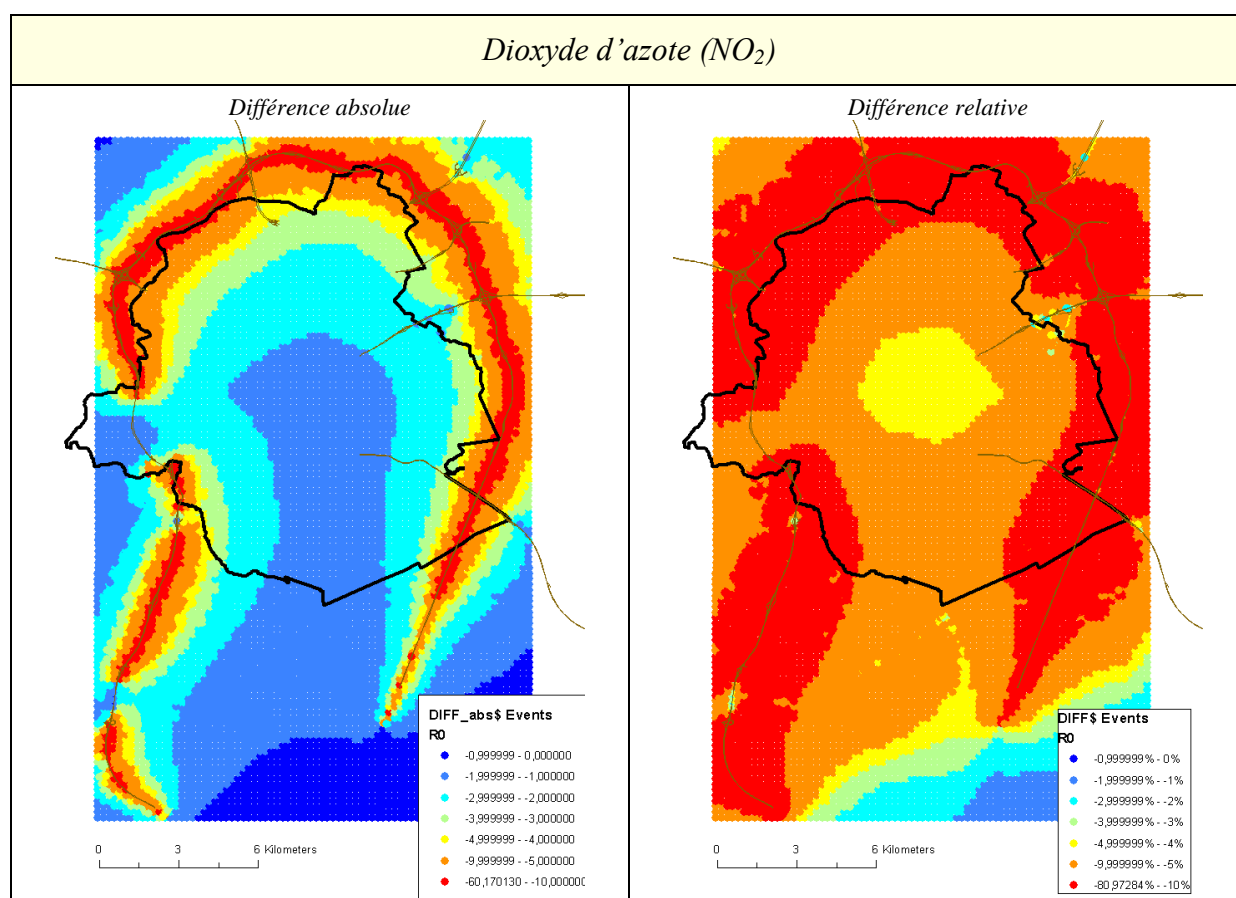 Dioxyde d'azote (NO₂)
Différence absolue
DIFF_abs$ Events
R0
-0,999999 - 0,000000
-1,999999 - -1,000000
-2,999999 - -2,000000
-3,999999 - -3,000000
-4,999999 - -4,000000
-9,999999 - -5,000000
-60,170130 - -10,000000
0 3 6 Kilometers
Différence relative
DIFF$ Events
R0
-0,999999% - 0%
-1,999999% - -1%
-2,999999% - -2%
-3,999999% - -3%
-4,999999% - -4%
-9,999999% - -5%
-80,97284% - -10%
0 3 6 Kilometers